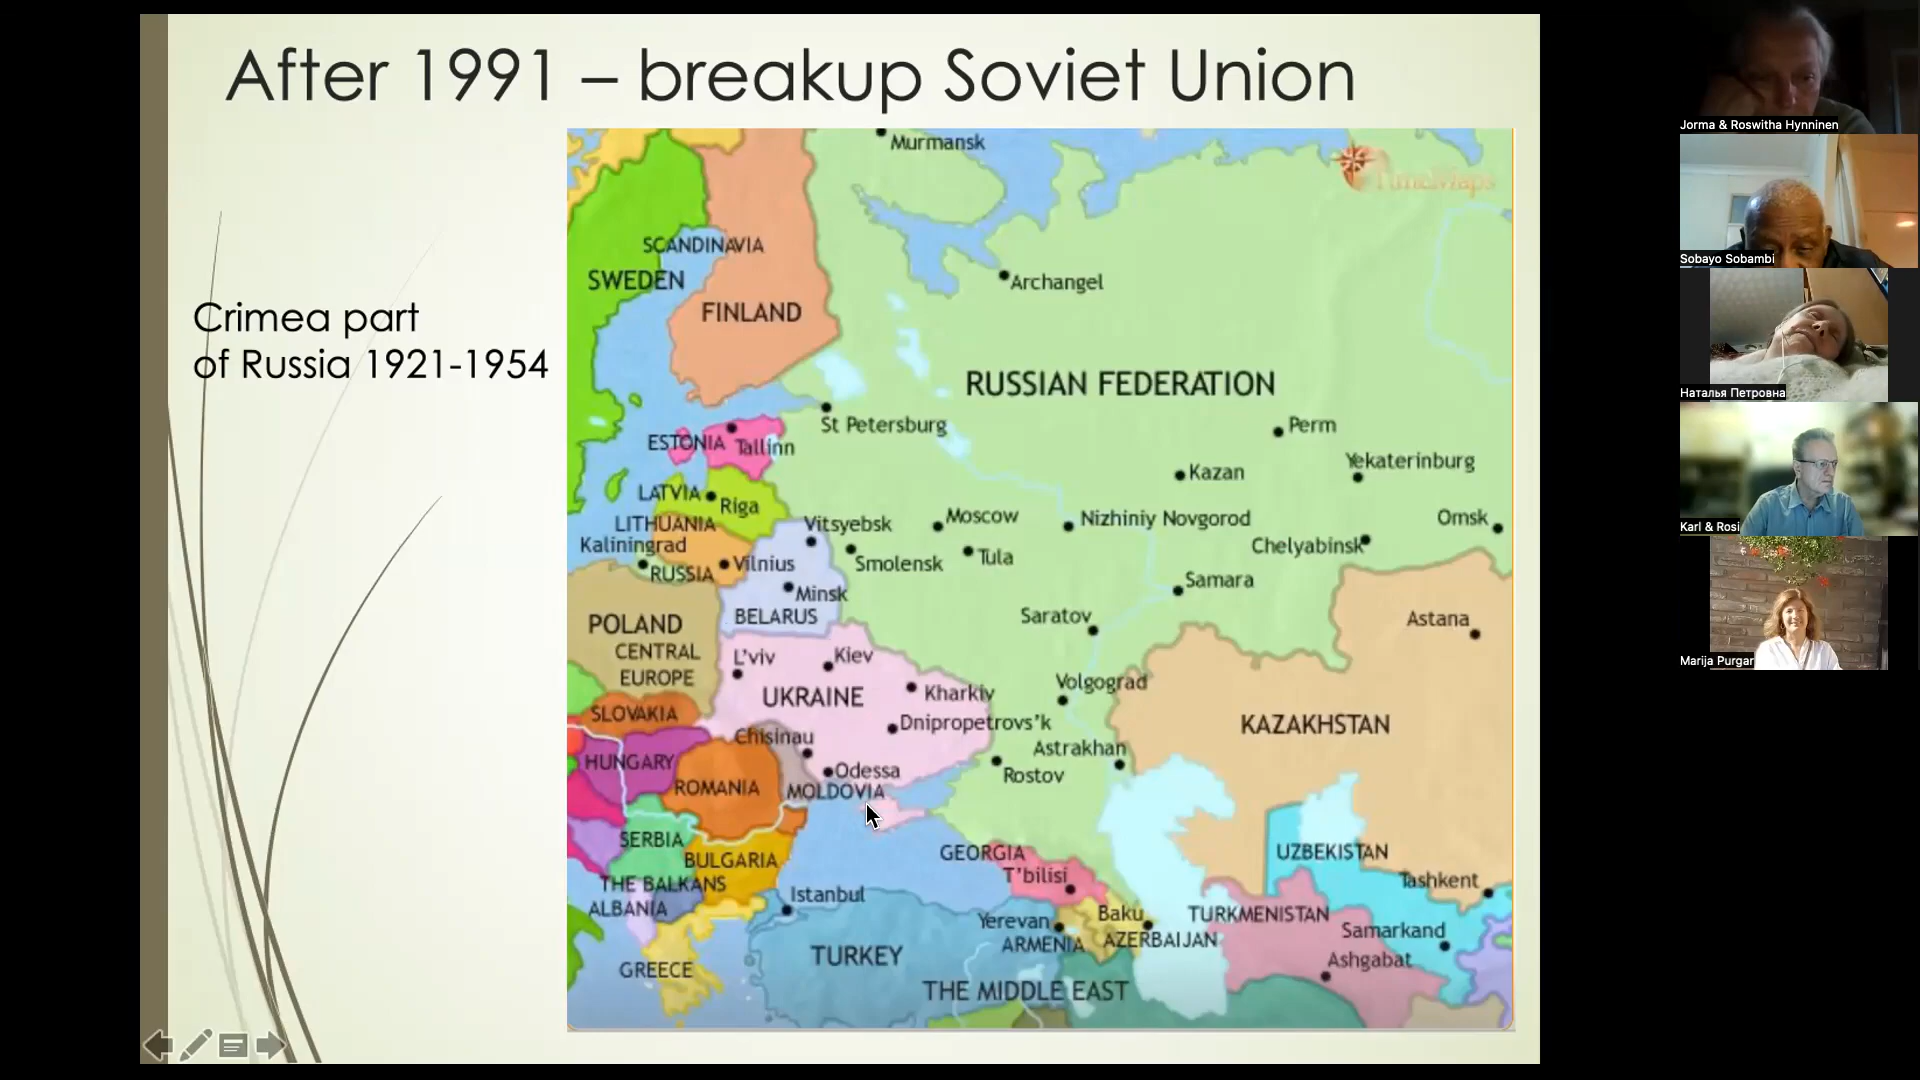 After 1991 – breakup Soviet Union
Crimea part
of Russia 1921-1954
Murmansk
TimeMaps
SCANDINAVIA
SWEDEN
FINLAND
Archangel
RUSSIAN FEDERATION
St Petersburg
ESTONIA
Tallinn
Perm
Yekaterinburg
Kazan
LATVIA
Riga
LITHUANIA
Vitsyebsk
Moscow
Nizhiniy Novgorod
Omsk
Kaliningrad
Chelyabinsk
RUSSIA
Vilnius
Smolensk
Tula
Minsk
Samara
BELARUS
Saratov
Astana
POLAND
CENTRAL
EUROPE
L'viv
Kiev
UKRAINE
Kharkiv
Volgograd
SLOVAKIA
Dnipropetrovs'k
KAZAKHSTAN
Chisinau
Astrakhan
HUNGARY
Odessa
Rostov
ROMANIA
MOLDOVIA
SERBIA
BULGARIA
GEORGIA
T'bilisi
UZBEKISTAN
THE BALKANS
Tashkent
ALBANIA
Istanbul
Yerevan
Baku
TURKMENISTAN
ARMENIA
AZERBAIJAN
Samarkand
TURKEY
Ashgabat
GREECE
THE MIDDLE EAST
Jorma & Roswitha Hynninen
Sobayo Sobambi
Наталья Петровна
Karl & Rosi
Marija Purgar